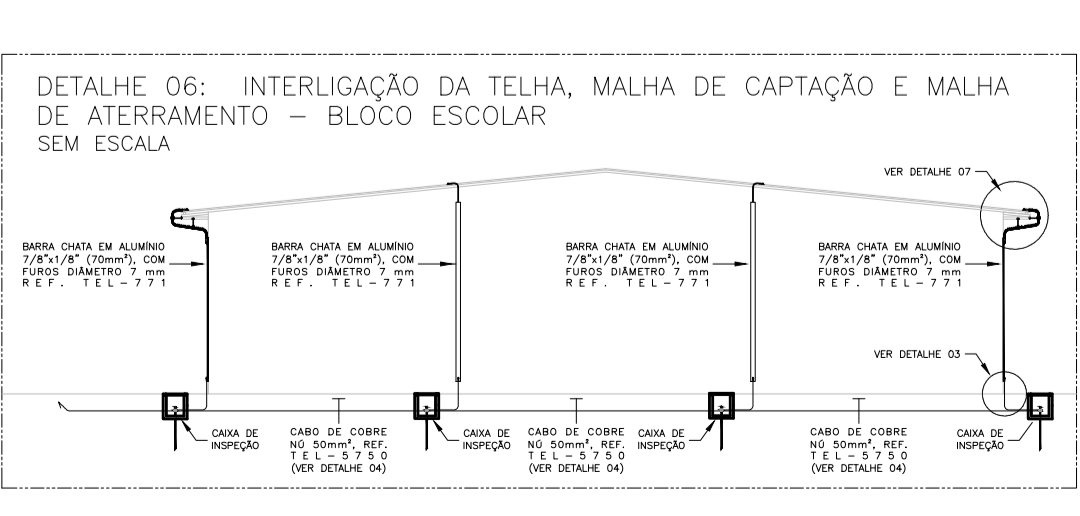 DETALHE 06: INTERLIGAÇÃO DA TELHA, MALHA DE CAPTAÇÃO E MALHA
DE ATERRAMENTO – BLOCO ESCOLAR
SEM ESCALA
VER DETALHE 07
BARRA CHATA EM ALUMÍNIO
7/8"x1/8" (70mm²), COM
FUROS DIÂMETRO 7 mm
REF. TEL-771
BARRA CHATA EM ALUMÍNIO
7/8"x1/8" (70mm²), COM
FUROS DIÂMETRO 7 mm
REF. TEL-771
BARRA CHATA EM ALUMÍNIO
7/8"x1/8" (70mm²), COM
FUROS DIÂMETRO 7 mm
REF. TEL-771
BARRA CHATA EM ALUMÍNIO
7/8"x1/8" (70mm²), COM
FUROS DIÂMETRO 7 mm
REF. TEL-771
VER DETALHE 03
CAIXA DE
INSPEÇÃO
CABO DE COBRE
NÚ 50mm², REF.
TEL-5750
(VER DETALHE 04)
CAIXA DE
INSPEÇÃO
CABO DE COBRE
NÚ 50mm², REF.
TEL-5750
(VER DETALHE 04)
CAIXA DE
INSPEÇÃO
CABO DE COBRE
NÚ 50mm², REF.
TEL-5750
(VER DETALHE 04)
CAIXA DE
INSPEÇÃO